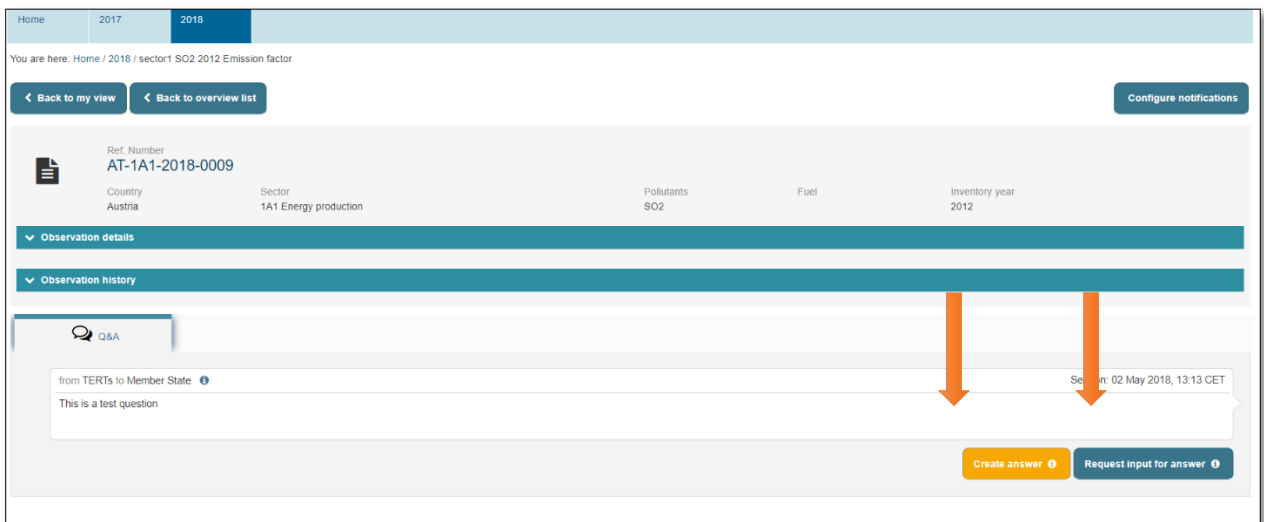 Home 2017 2018
You are here: Home / 2018 / sector1 SO2 2012 Emission factor
Back to my view Back to overview list Configure notifications
Ref. Number
AT-1A1-2018-0009
Country Sector Pollutants Fuel Inventory year
Austria 1A1 Energy production SO2 2012
Observation details
Observation history
Q&A
from TERTs to Member State on: 02 May 2018, 13:13 CET
This is a test question
Create answer Request input for answer